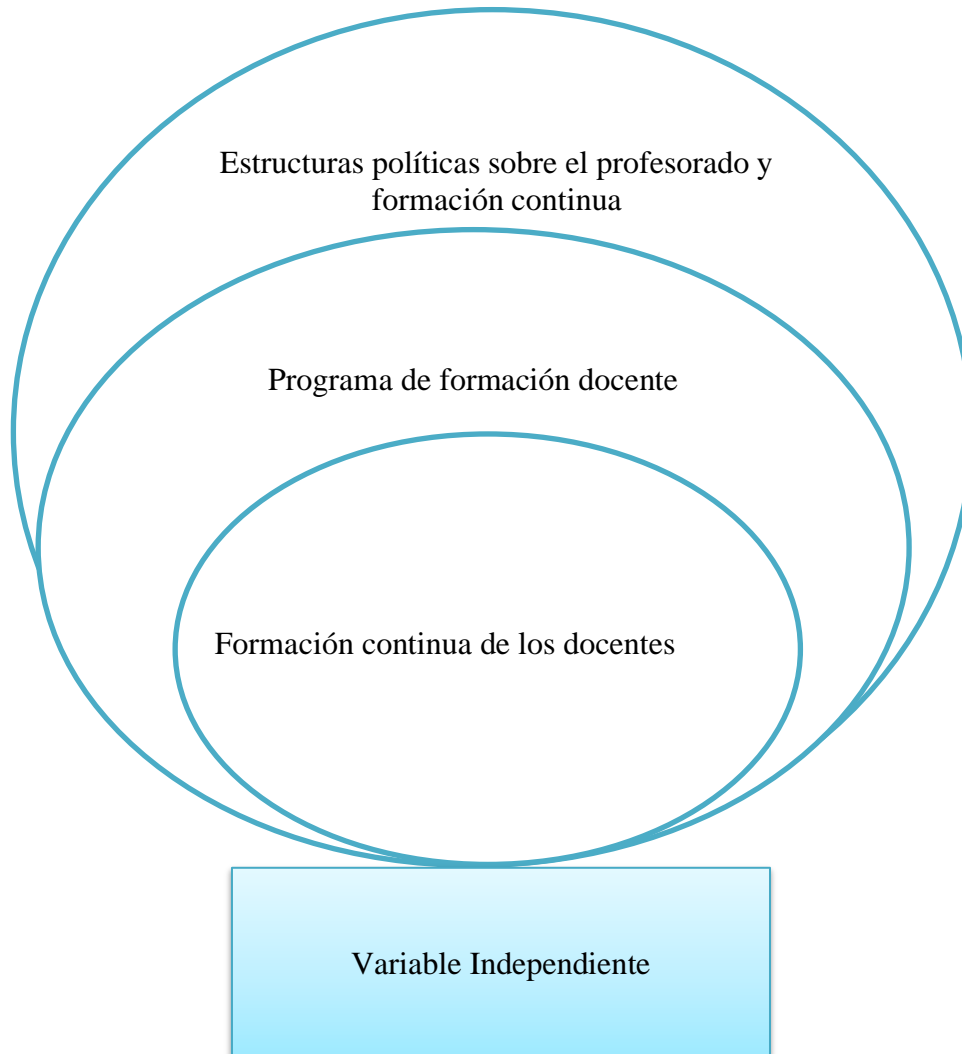 Estructuras políticas sobre el profesorado y
formación continua
Programa de formación docente
Formación continua de los docentes
Variable Independiente